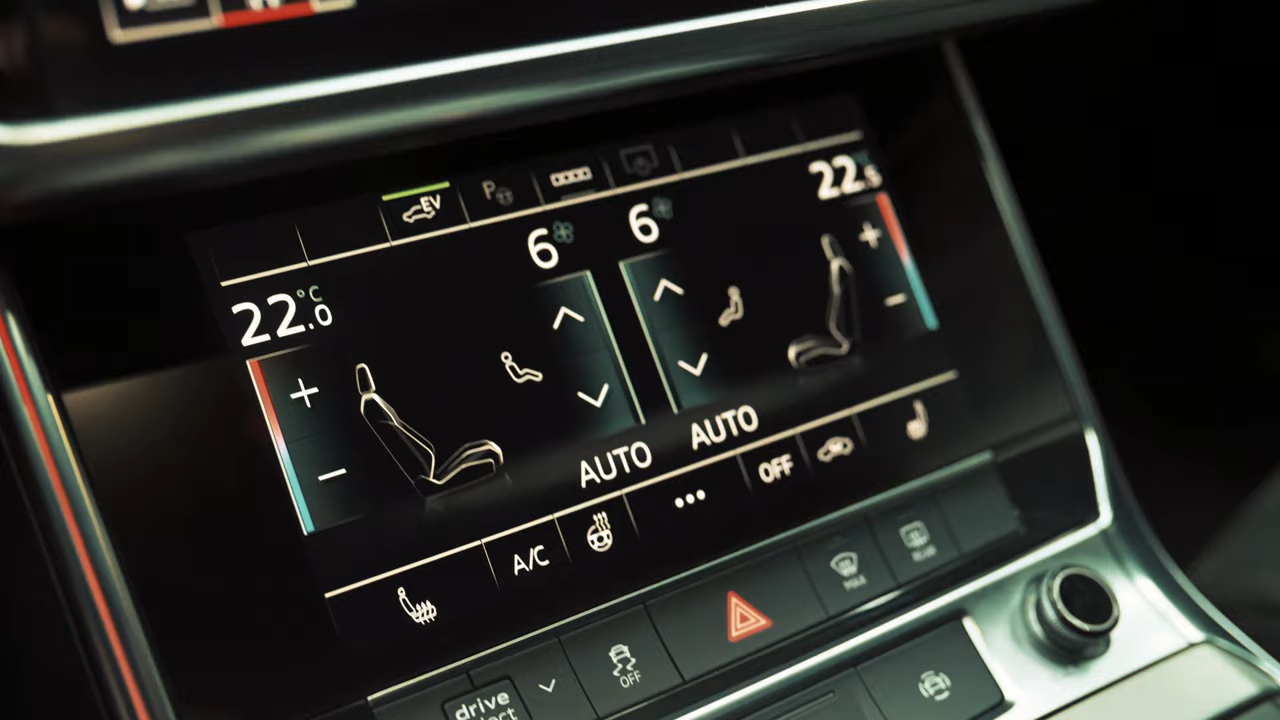 EV
P
22.5
6
6
22.0 °C
AUTO
AUTO
OFF
A/C
•••
OFF
MAX
REAR
drive